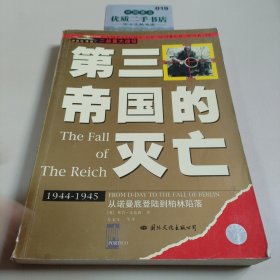 019
优质二手书店
第三
帝国的
灭亡
The Fall
of
The Reich
1944-1945
FROM D-DAY TO THE FALL OF BERLIN
从诺曼底登陆到柏林陷落
PORTICO
国际文化出版公司